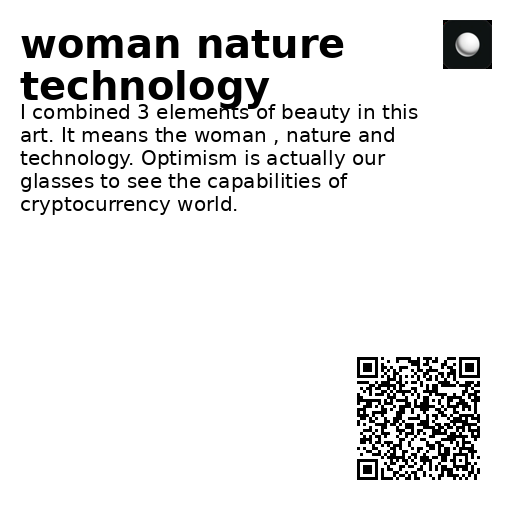 woman nature
technology
I combined 3 elements of beauty in this
art. It means the woman , nature and
technology. Optimism is actually our
glasses to see the capabilities of
cryptocurrency world.